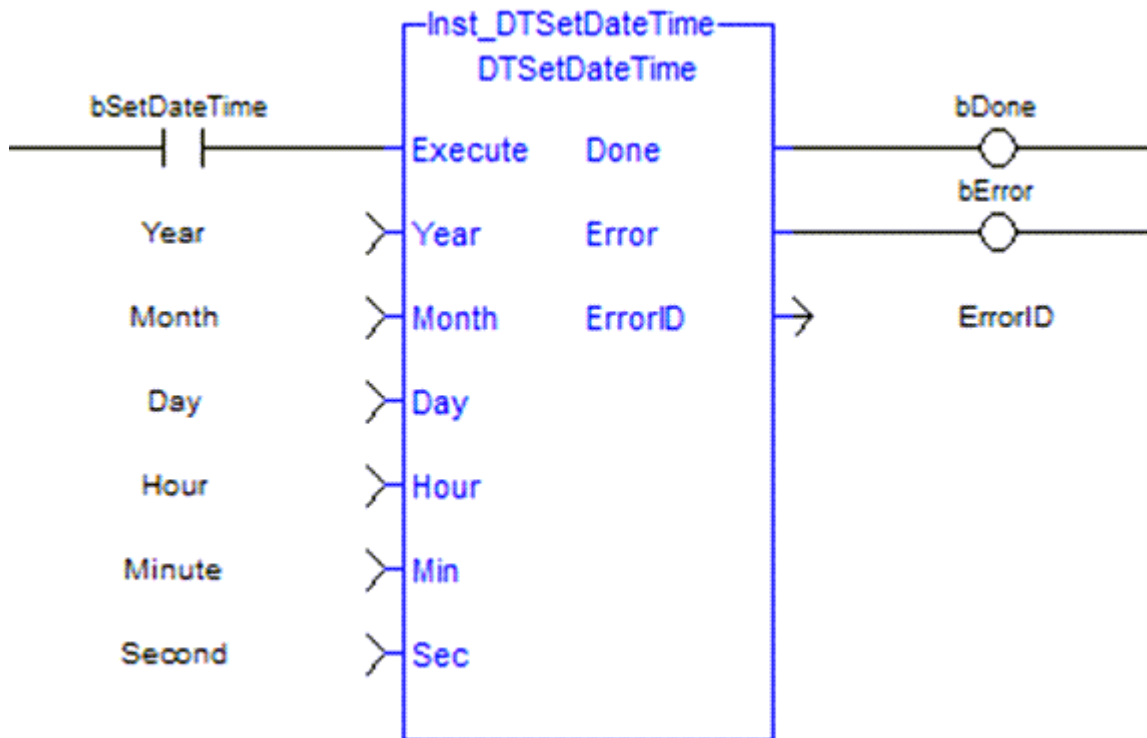 Inst_DTSetDateTime
DTSetDateTime
bSetDateTime
bDone
Execute Done
bError
Year Year Error
Month Month ErrorID ErrorID
Day Day
Hour Hour
Minute Min
Second Sec